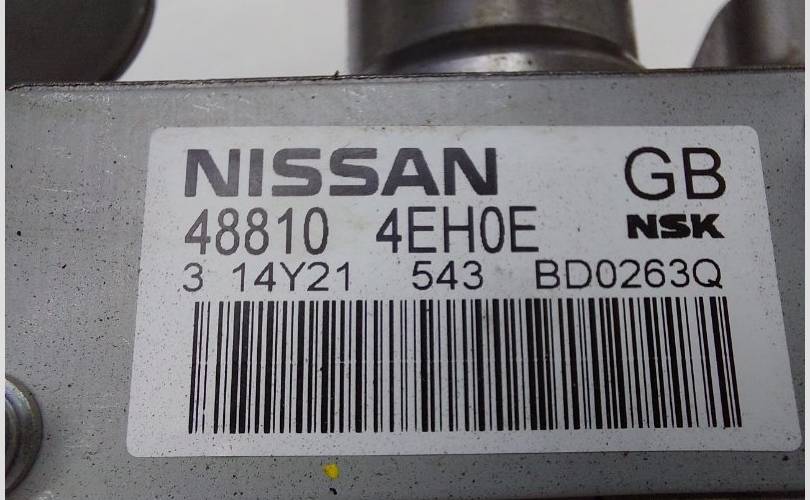 NISSAN GB
48810 4EH0E NSK
3 14Y21 543 BD0263Q